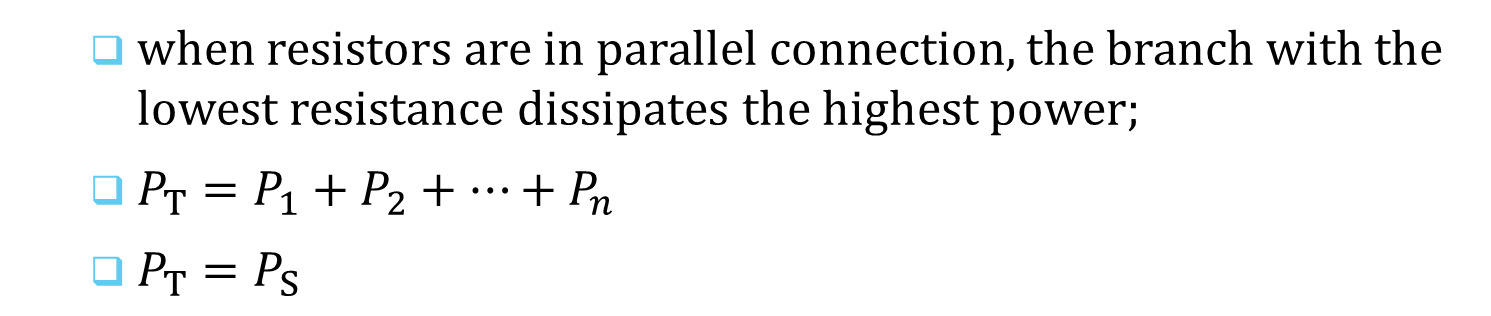 ❑ when resistors are in parallel connection, the branch with the
lowest resistance dissipates the highest power;
❑ P_T = P_1 + P_2 + ⋯ + P_n
❑ P_T = P_S